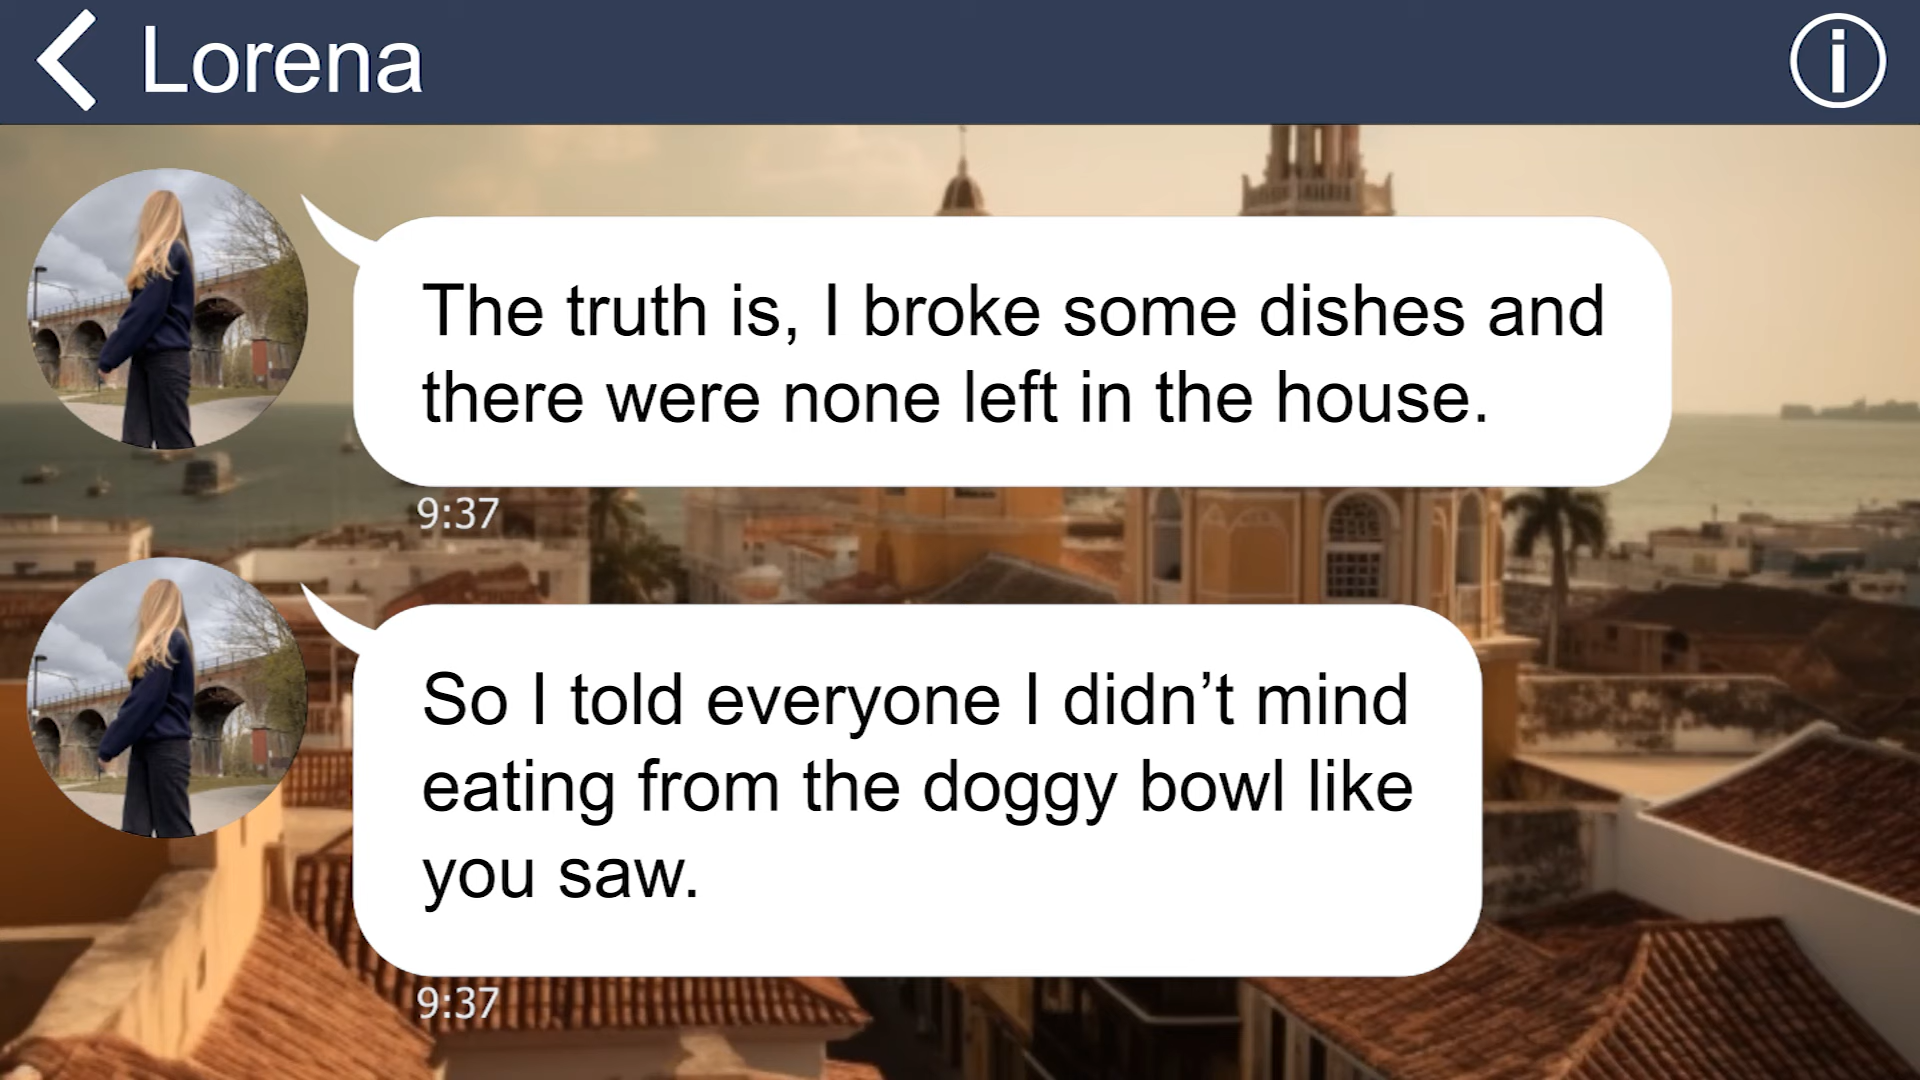 Lorena
The truth is, I broke some dishes and
there were none left in the house.
9:37
So I told everyone I didn’t mind
eating from the doggy bowl like
you saw.
9:37